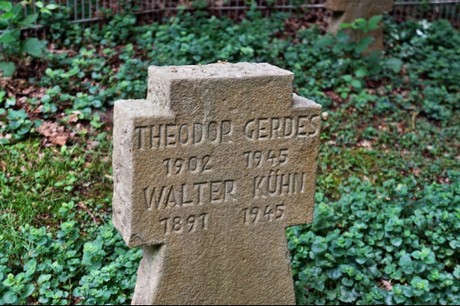 THEODOR GERDES
1902 1945
WALTER KÜHN
1891 1945